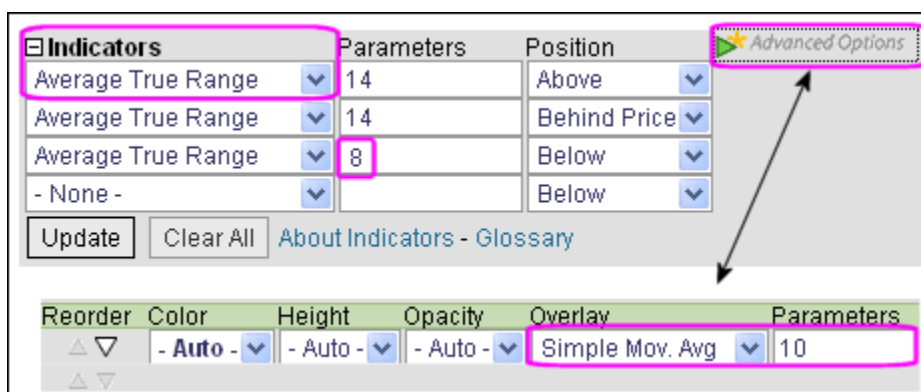 Indicators Parameters Position Advanced Options
Average True Range 14 Above
Average True Range 14 Behind Price
Average True Range 8 Below
- None - Below
Update Clear All About Indicators - Glossary
Reorder Color Height Opacity Overlay Parameters
- Auto - - Auto - - Auto - Simple Mov. Avg 10